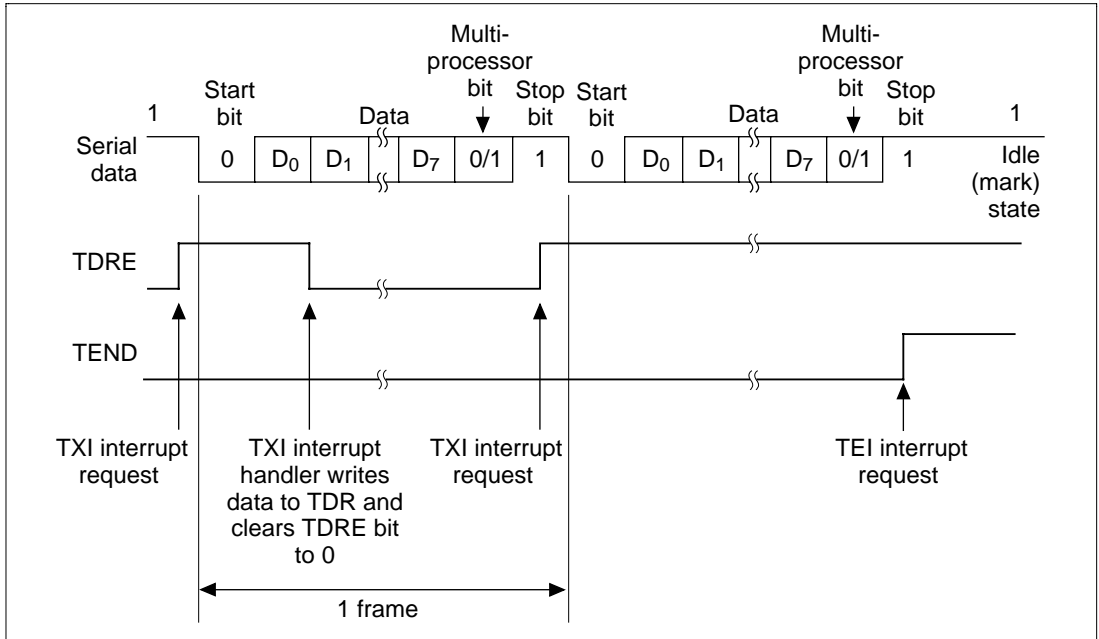 Multi-
processor
bit
Multi-
processor
bit
Start
bit
Data
Stop
bit
Start
bit
Data
Stop
bit
1
1
Serial
data
0 D0 D1 D7 0/1 1 0 D0 D1 D7 0/1 1
Idle
(mark)
state
TDRE
TEND
TXI interrupt
request
TXI interrupt
handler writes
data to TDR and
clears TDRE bit
to 0
TXI interrupt
request
TEI interrupt
request
1 frame